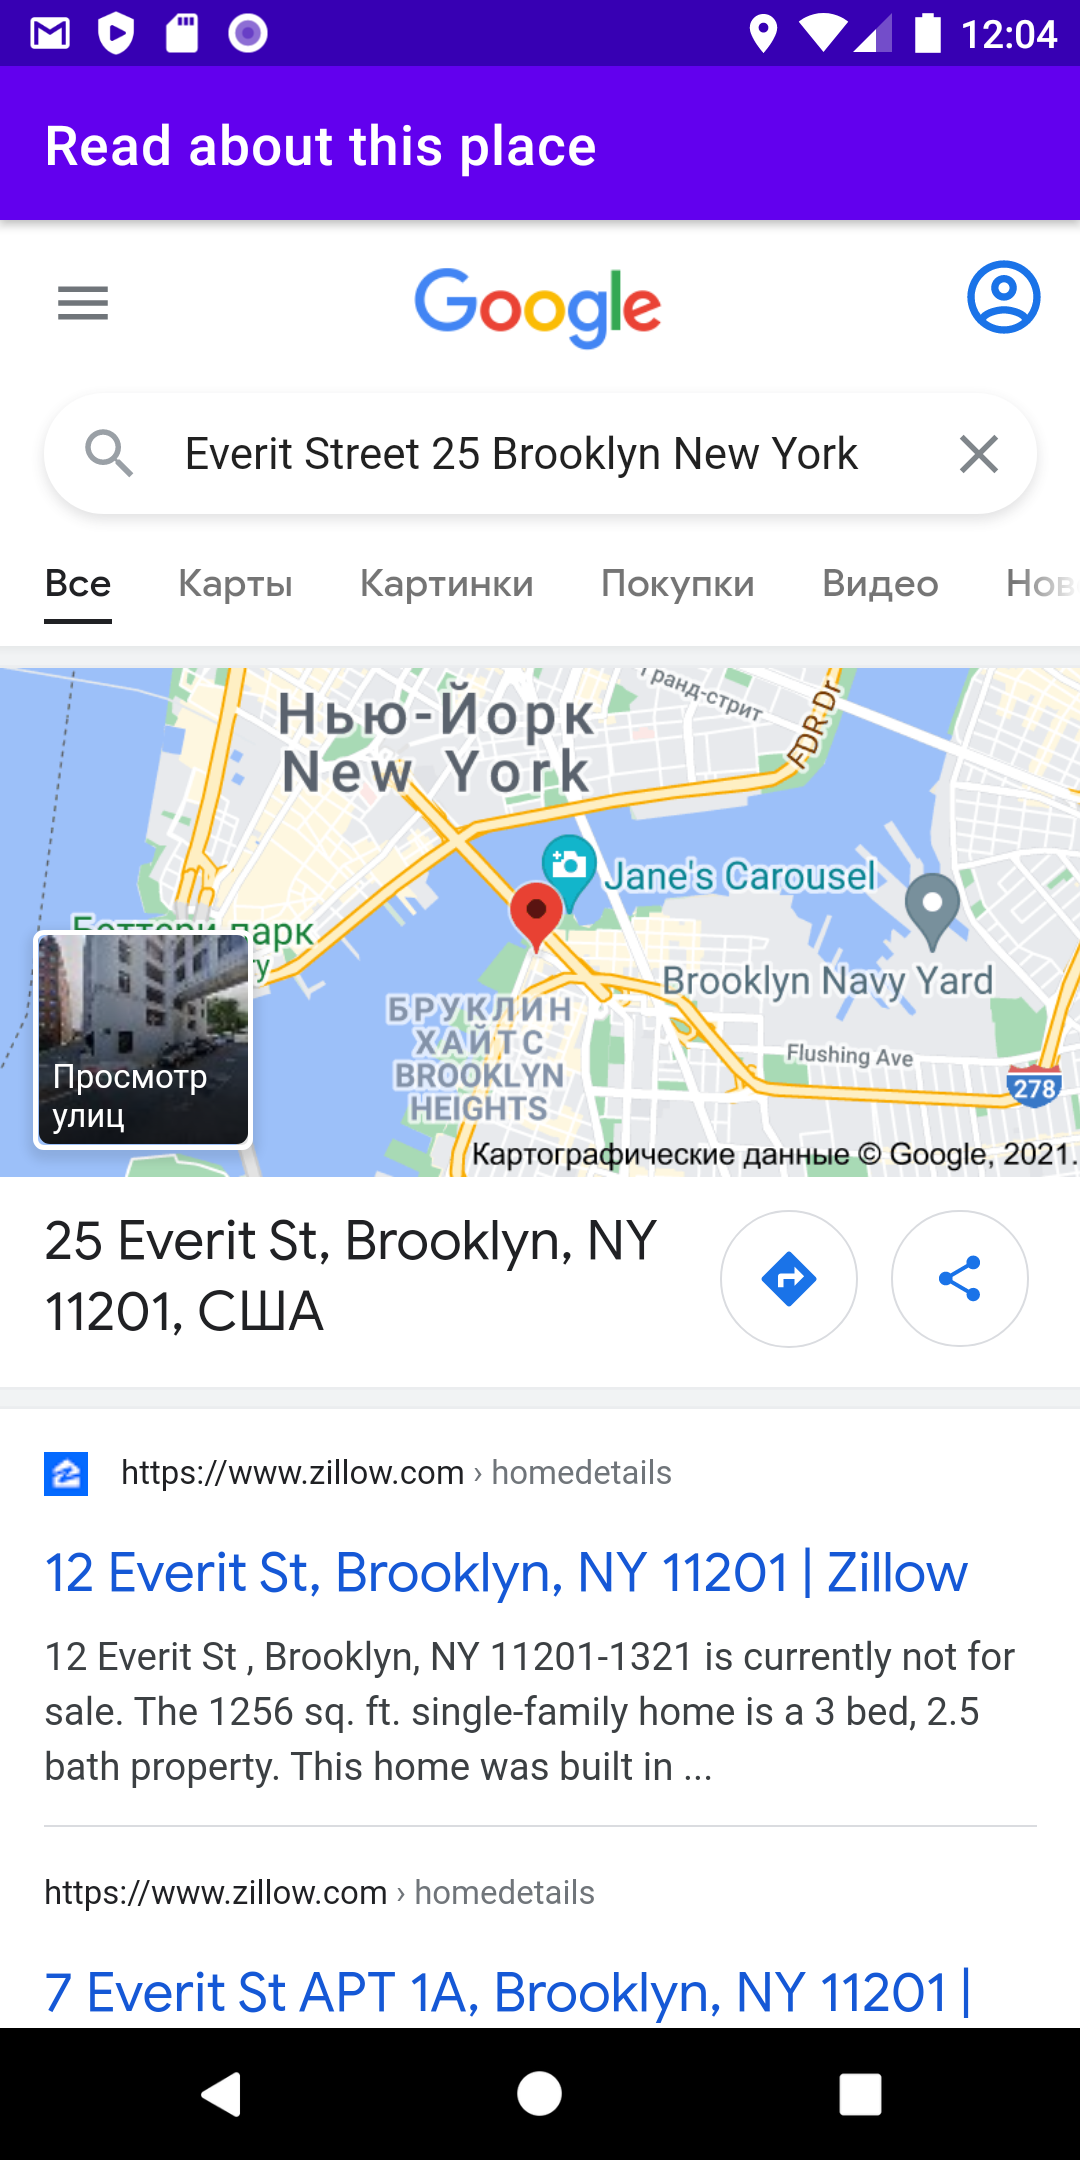 12:04
Read about this place
Google
Everit Street 25 Brooklyn New York
Все Карты Картинки Покупки Видео Нов
Гранд-стрит
FDR Dr
Нью-Йорк
New York
Jane's Carousel
Бэттери парк
Brooklyn Navy Yard
БРУКЛИН
ХАЙТС
BROOKLYN
HEIGHTS
Flushing Ave
278
Просмотр
улиц
Картографические данные © Google, 2021.
25 Everit St, Brooklyn, NY
11201, США
https://www.zillow.com › homedetails
12 Everit St, Brooklyn, NY 11201 | Zillow
12 Everit St , Brooklyn, NY 11201-1321 is currently not for
sale. The 1256 sq. ft. single-family home is a 3 bed, 2.5
bath property. This home was built in ...
https://www.zillow.com › homedetails
7 Everit St APT 1A, Brooklyn, NY 11201 |